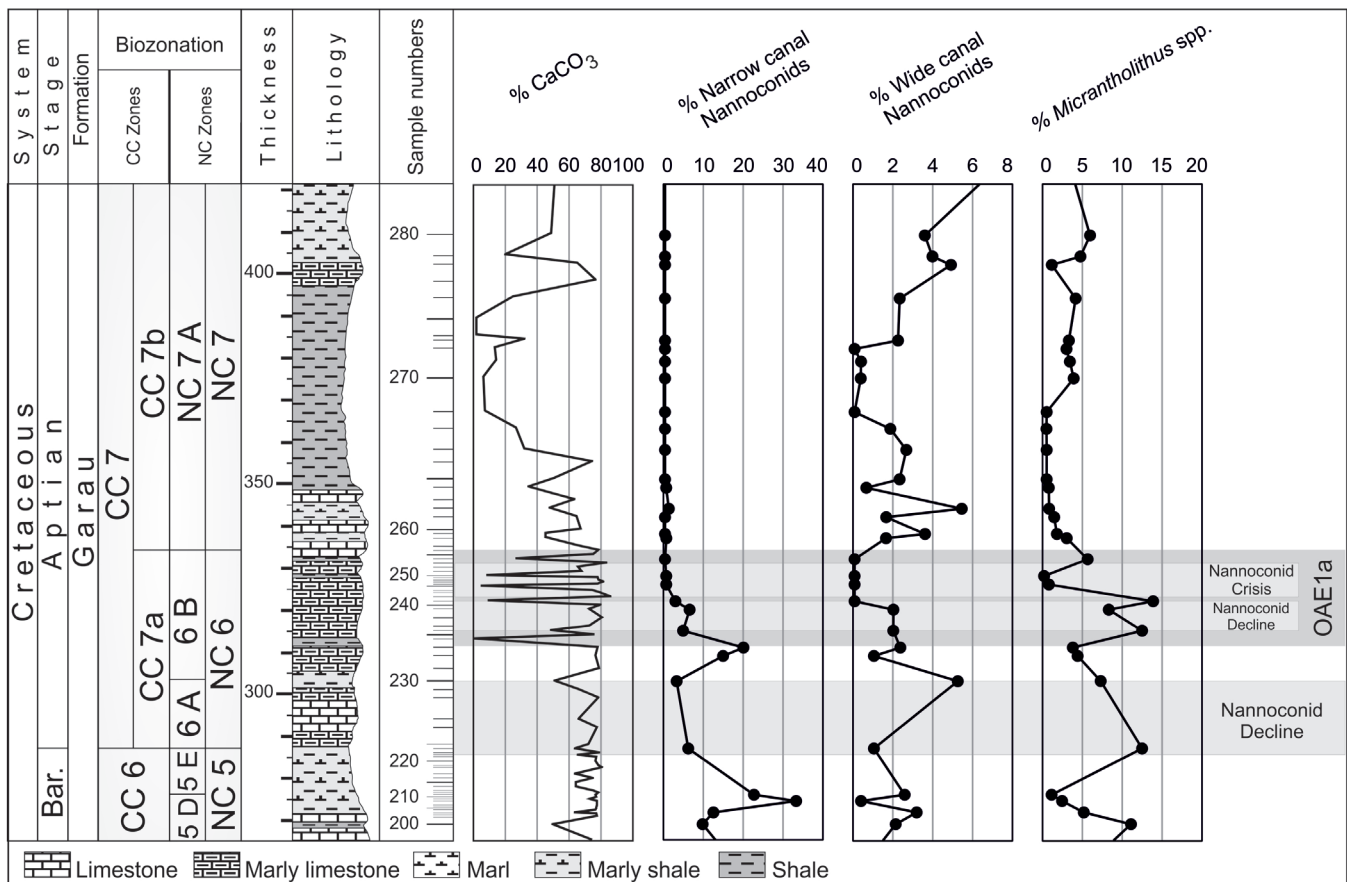 System
Stage
Formation
Biozonation
CC Zones
NC Zones
Thickness
Lithology
Sample numbers
% CaCO3
% Narrow canal
Nannoconids
% Wide canal
Nannoconids
% Micrantholithus spp.
0 20 40 60 80 100
0 10 20 30 40
0 2 4 6 8
0 5 10 15 20
Cretaceous
Aptian
Bar.
Garau
CC 7
CC 7b
CC 7a
CC 6
NC 7A
6 B
6 A
5 E
5 D
NC 7
NC 6
NC 5
400
350
300
280
270
260
250
240
230
220
210
200
Nannoconid
Crisis
Nannoconid
Decline
OAE1a
Nannoconid
Decline
Limestone
Marly limestone
Marl
Marly shale
Shale